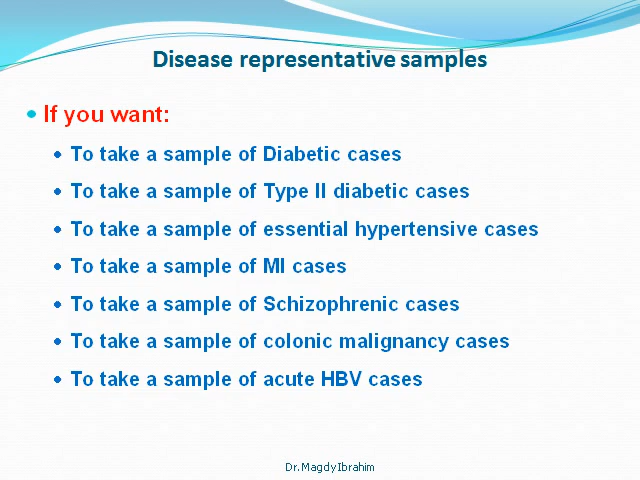 Disease representative samples
• If you want:
• To take a sample of Diabetic cases
• To take a sample of Type II diabetic cases
• To take a sample of essential hypertensive cases
• To take a sample of MI cases
• To take a sample of Schizophrenic cases
• To take a sample of colonic malignancy cases
• To take a sample of acute HBV cases
Dr.Magdy Ibrahim